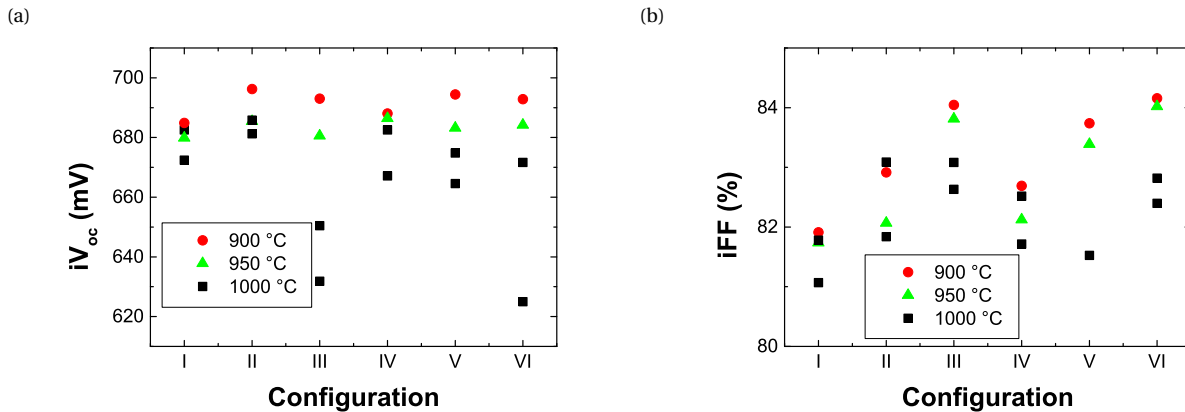 (a)
700
680
660
640
620
iVoc (mV)
900 °C
950 °C
1000 °C
I II III IV V VI
Configuration
(b)
84
82
80
iFF (%)
900 °C
950 °C
1000 °C
I II III IV V VI
Configuration